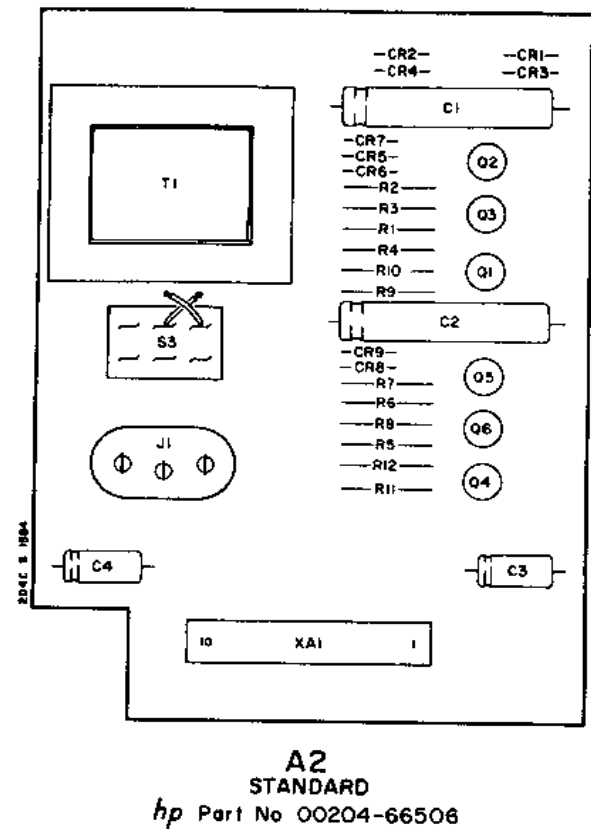 -CR2- -CR1-
-CR4- -CR3-
C1
T1
-CR7-
-CR5-
-CR6-
Q2
R2
R3
Q3
R1
R4
R10
Q1
R9
C2
S3
-CR9-
-CR8-
R7
Q5
R6
R8
Q6
R5
J1
R12
R11
Q4
C4
C3
204C
10 XA1 1
A2
STANDARD
hp Part No 00204-66506